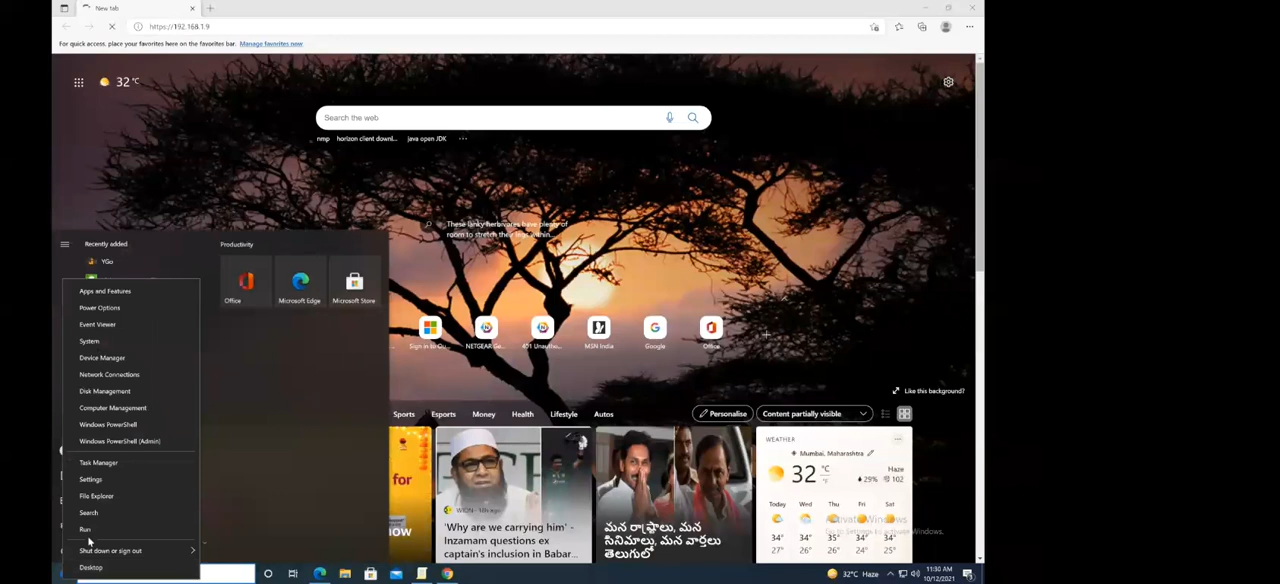 New tab
https://192.168.1.9
For quick access, place your favorites here on the favorites bar. Manage favorites now
32 °C
Search the web
nmp
horizon client downl...
java open JDK
These lanky herbivores have plenty of
room to stretch their legs within...
Recently added
YGo
Productivity
Office
Microsoft Edge
Microsoft Store
Apps and Features
Power Options
Event Viewer
System
Device Manager
Network Connections
Disk Management
Computer Management
Windows PowerShell
Windows PowerShell (Admin)
Task Manager
Settings
File Explorer
Search
Run
Shut down or sign out
Desktop
NETGEAR Ge...
401 Unautho...
MSN India
Google
Office
Like this background?
Sports
Esports
Money
Health
Lifestyle
Autos
Personalise
Content partially visible
for
now
'Why are we carrying him' -
Inzamam questions ex
captain's inclusion in Babar...
మన రాష్ట్రాలు, మన
సినిమాలు, మన వార్తలు
తెలుగులో
WEATHER
Mumbai, Maharashtra
32 °C
Haze
29%
102
Today
Wed
Thu
Fri
Sat
34°
35°
34°
34°
27°
26°
26°
24°
25°
Activate Windows
Go to Settings to activate Windows.
32°C Haze
11:30 AM
10/12/2021